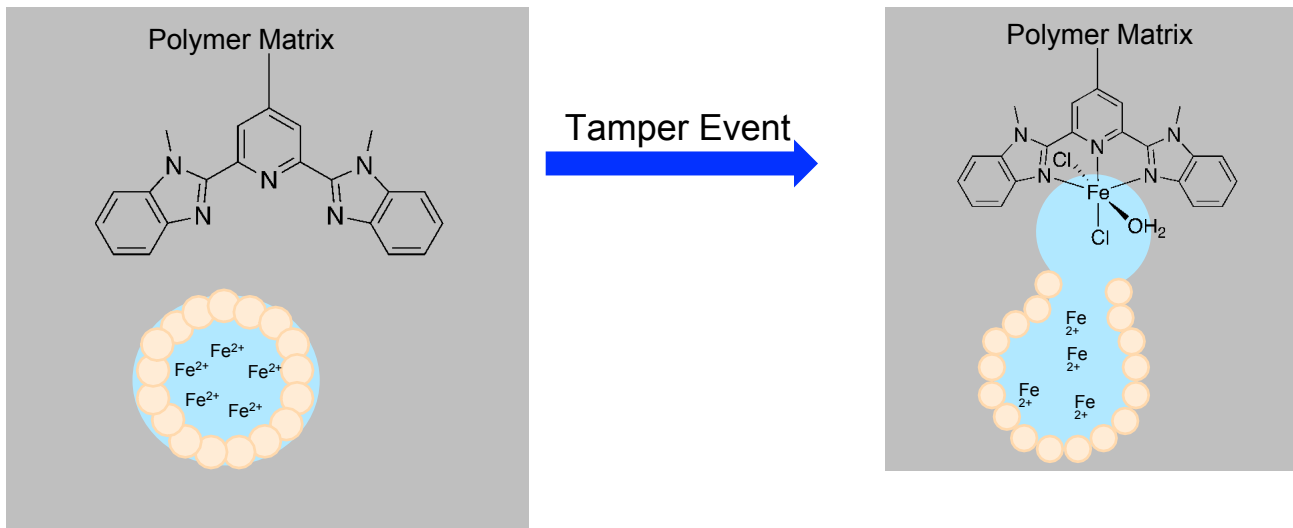 Polymer Matrix
N
N
N
N
N
Fe²⁺
Fe²⁺
Fe²⁺
Fe²⁺
Fe²⁺
Tamper Event
Polymer Matrix
N
N
N
Cl
N
N
Fe
OH₂
Cl
Fe
2+
Fe
2+
Fe
2+
Fe
2+